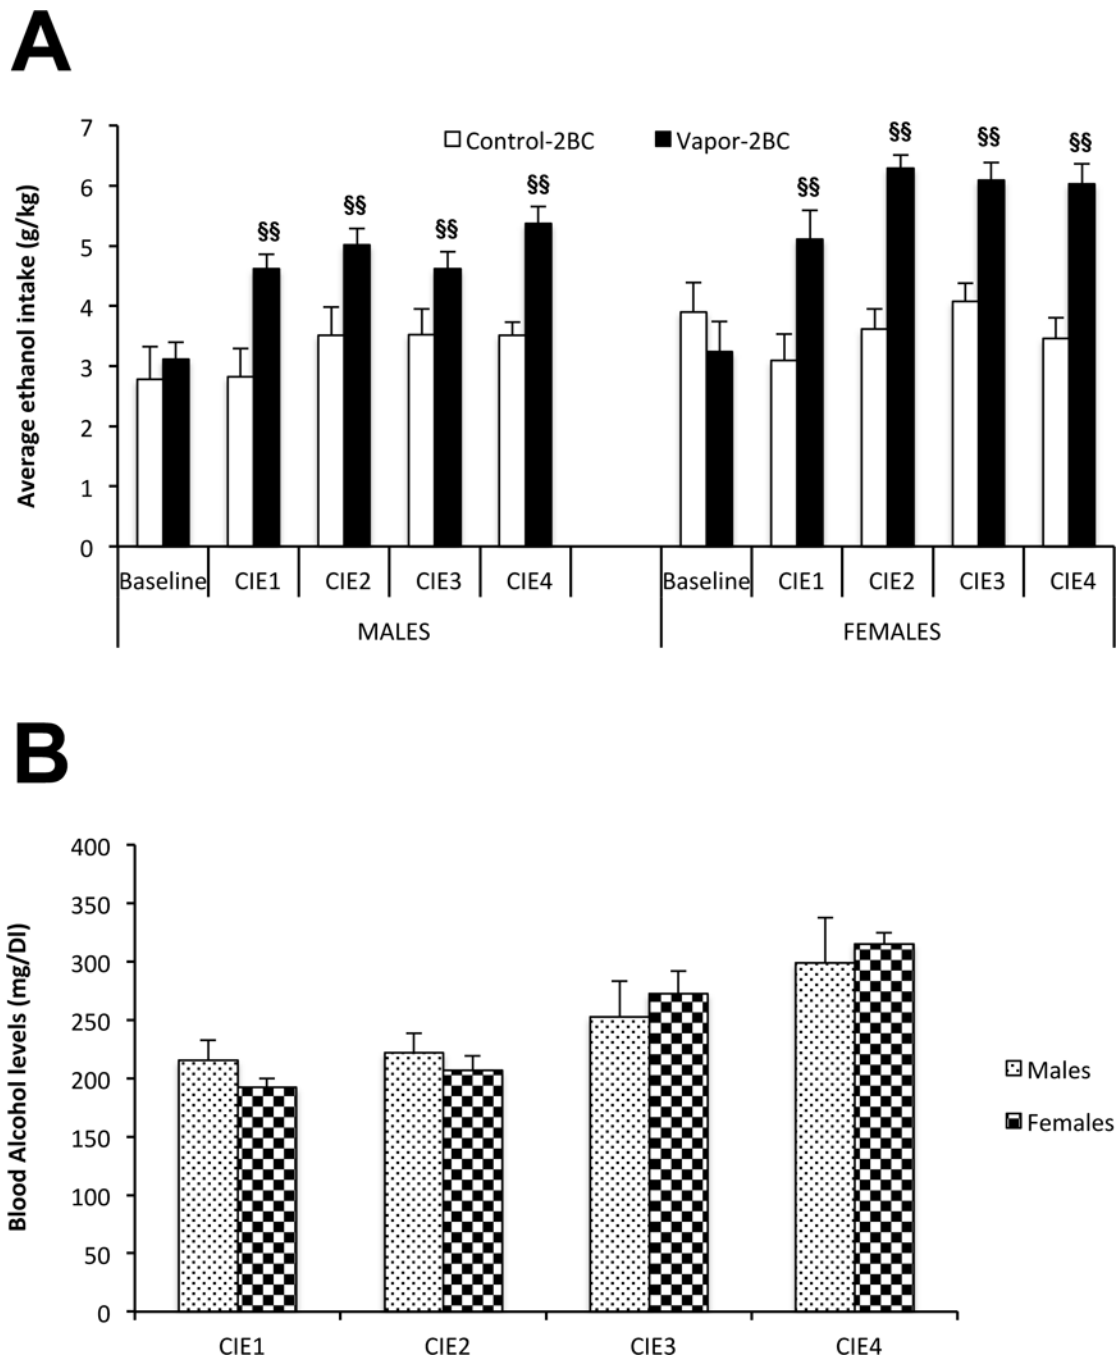 A
Average ethanol intake (g/kg)
7
6
5
4
3
2
1
0
Control-2BC Vapor-2BC
§§ §§ §§ §§ §§ §§ §§ §§
Baseline CIE1 CIE2 CIE3 CIE4 Baseline CIE1 CIE2 CIE3 CIE4
MALES FEMALES
B
Blood Alcohol levels (mg/Dl)
400
350
300
250
200
150
100
50
0
Males
Females
CIE1 CIE2 CIE3 CIE4